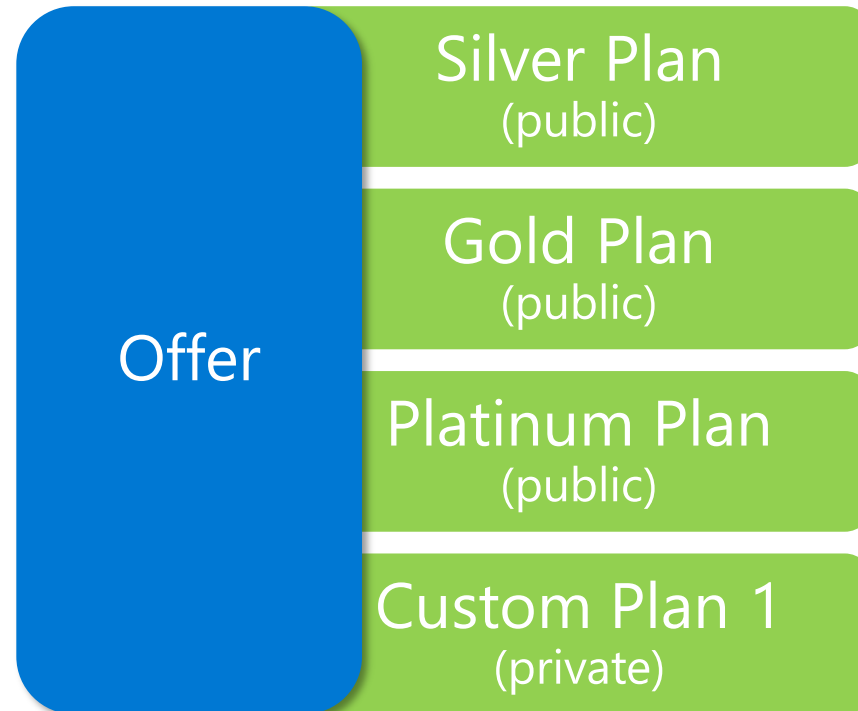 Offer
Silver Plan
(public)
Gold Plan
(public)
Platinum Plan
(public)
Custom Plan 1
(private)